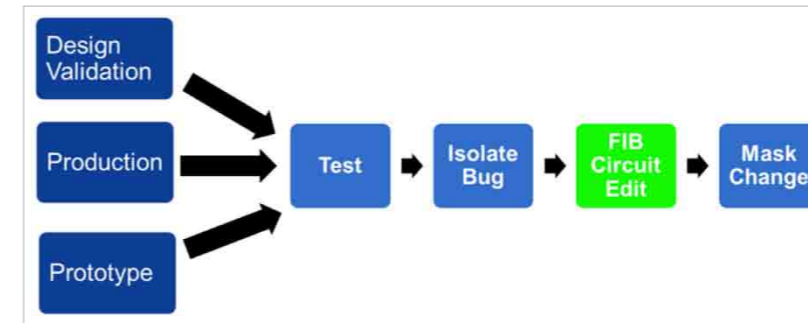 Design
Validation
Production
Prototype
Test
Isolate
Bug
FIB
Circuit
Edit
Mask
Change